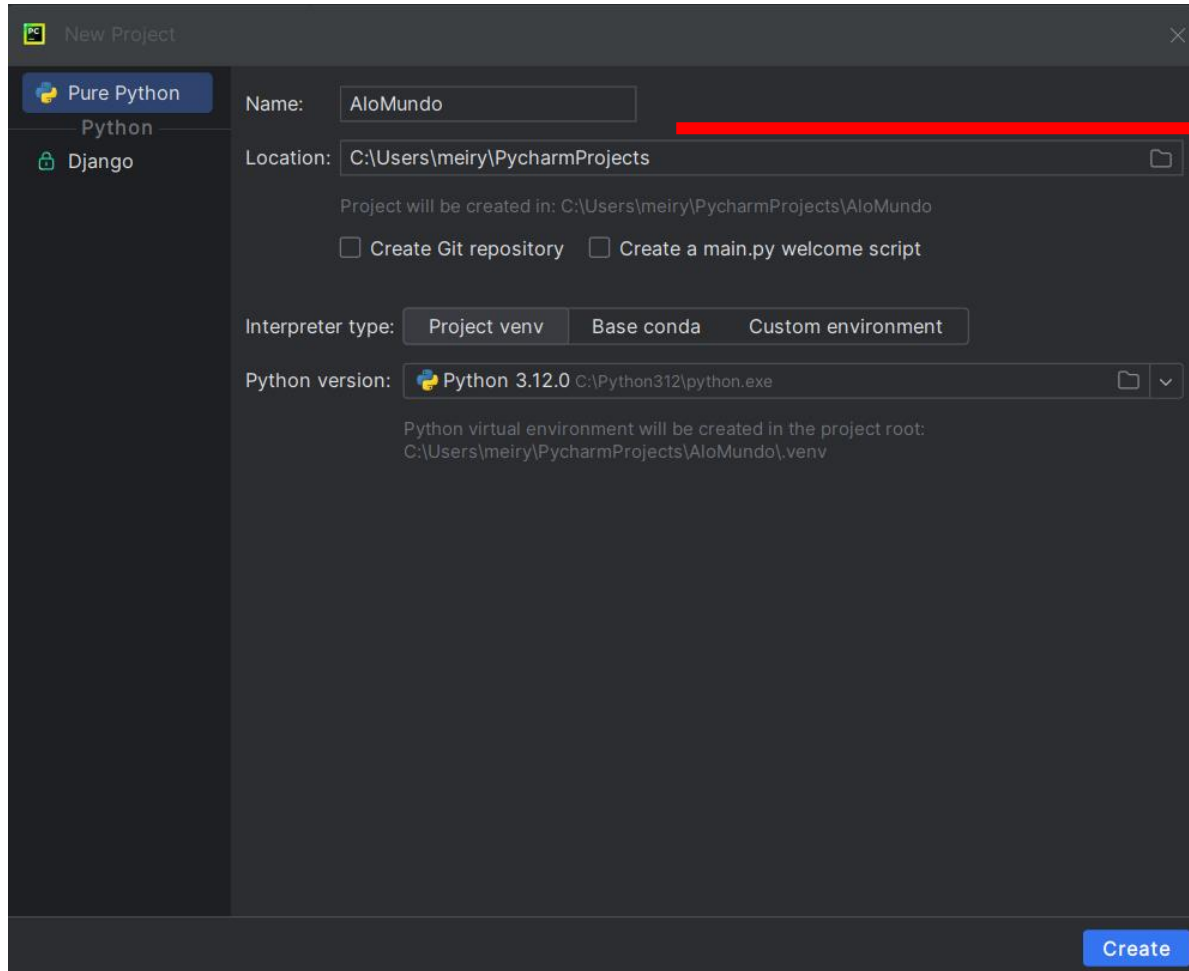 New Project
Pure Python
Python
Django
Name: AloMundo
Location: C:\Users\meiry\PycharmProjects
Project will be created in: C:\Users\meiry\PycharmProjects\AloMundo
Create Git repository Create a main.py welcome script
Interpreter type: Project venv Base conda Custom environment
Python version: Python 3.12.0 C:\Python312\python.exe
Python virtual environment will be created in the project root:
C:\Users\meiry\PycharmProjects\AloMundo\.venv
Create